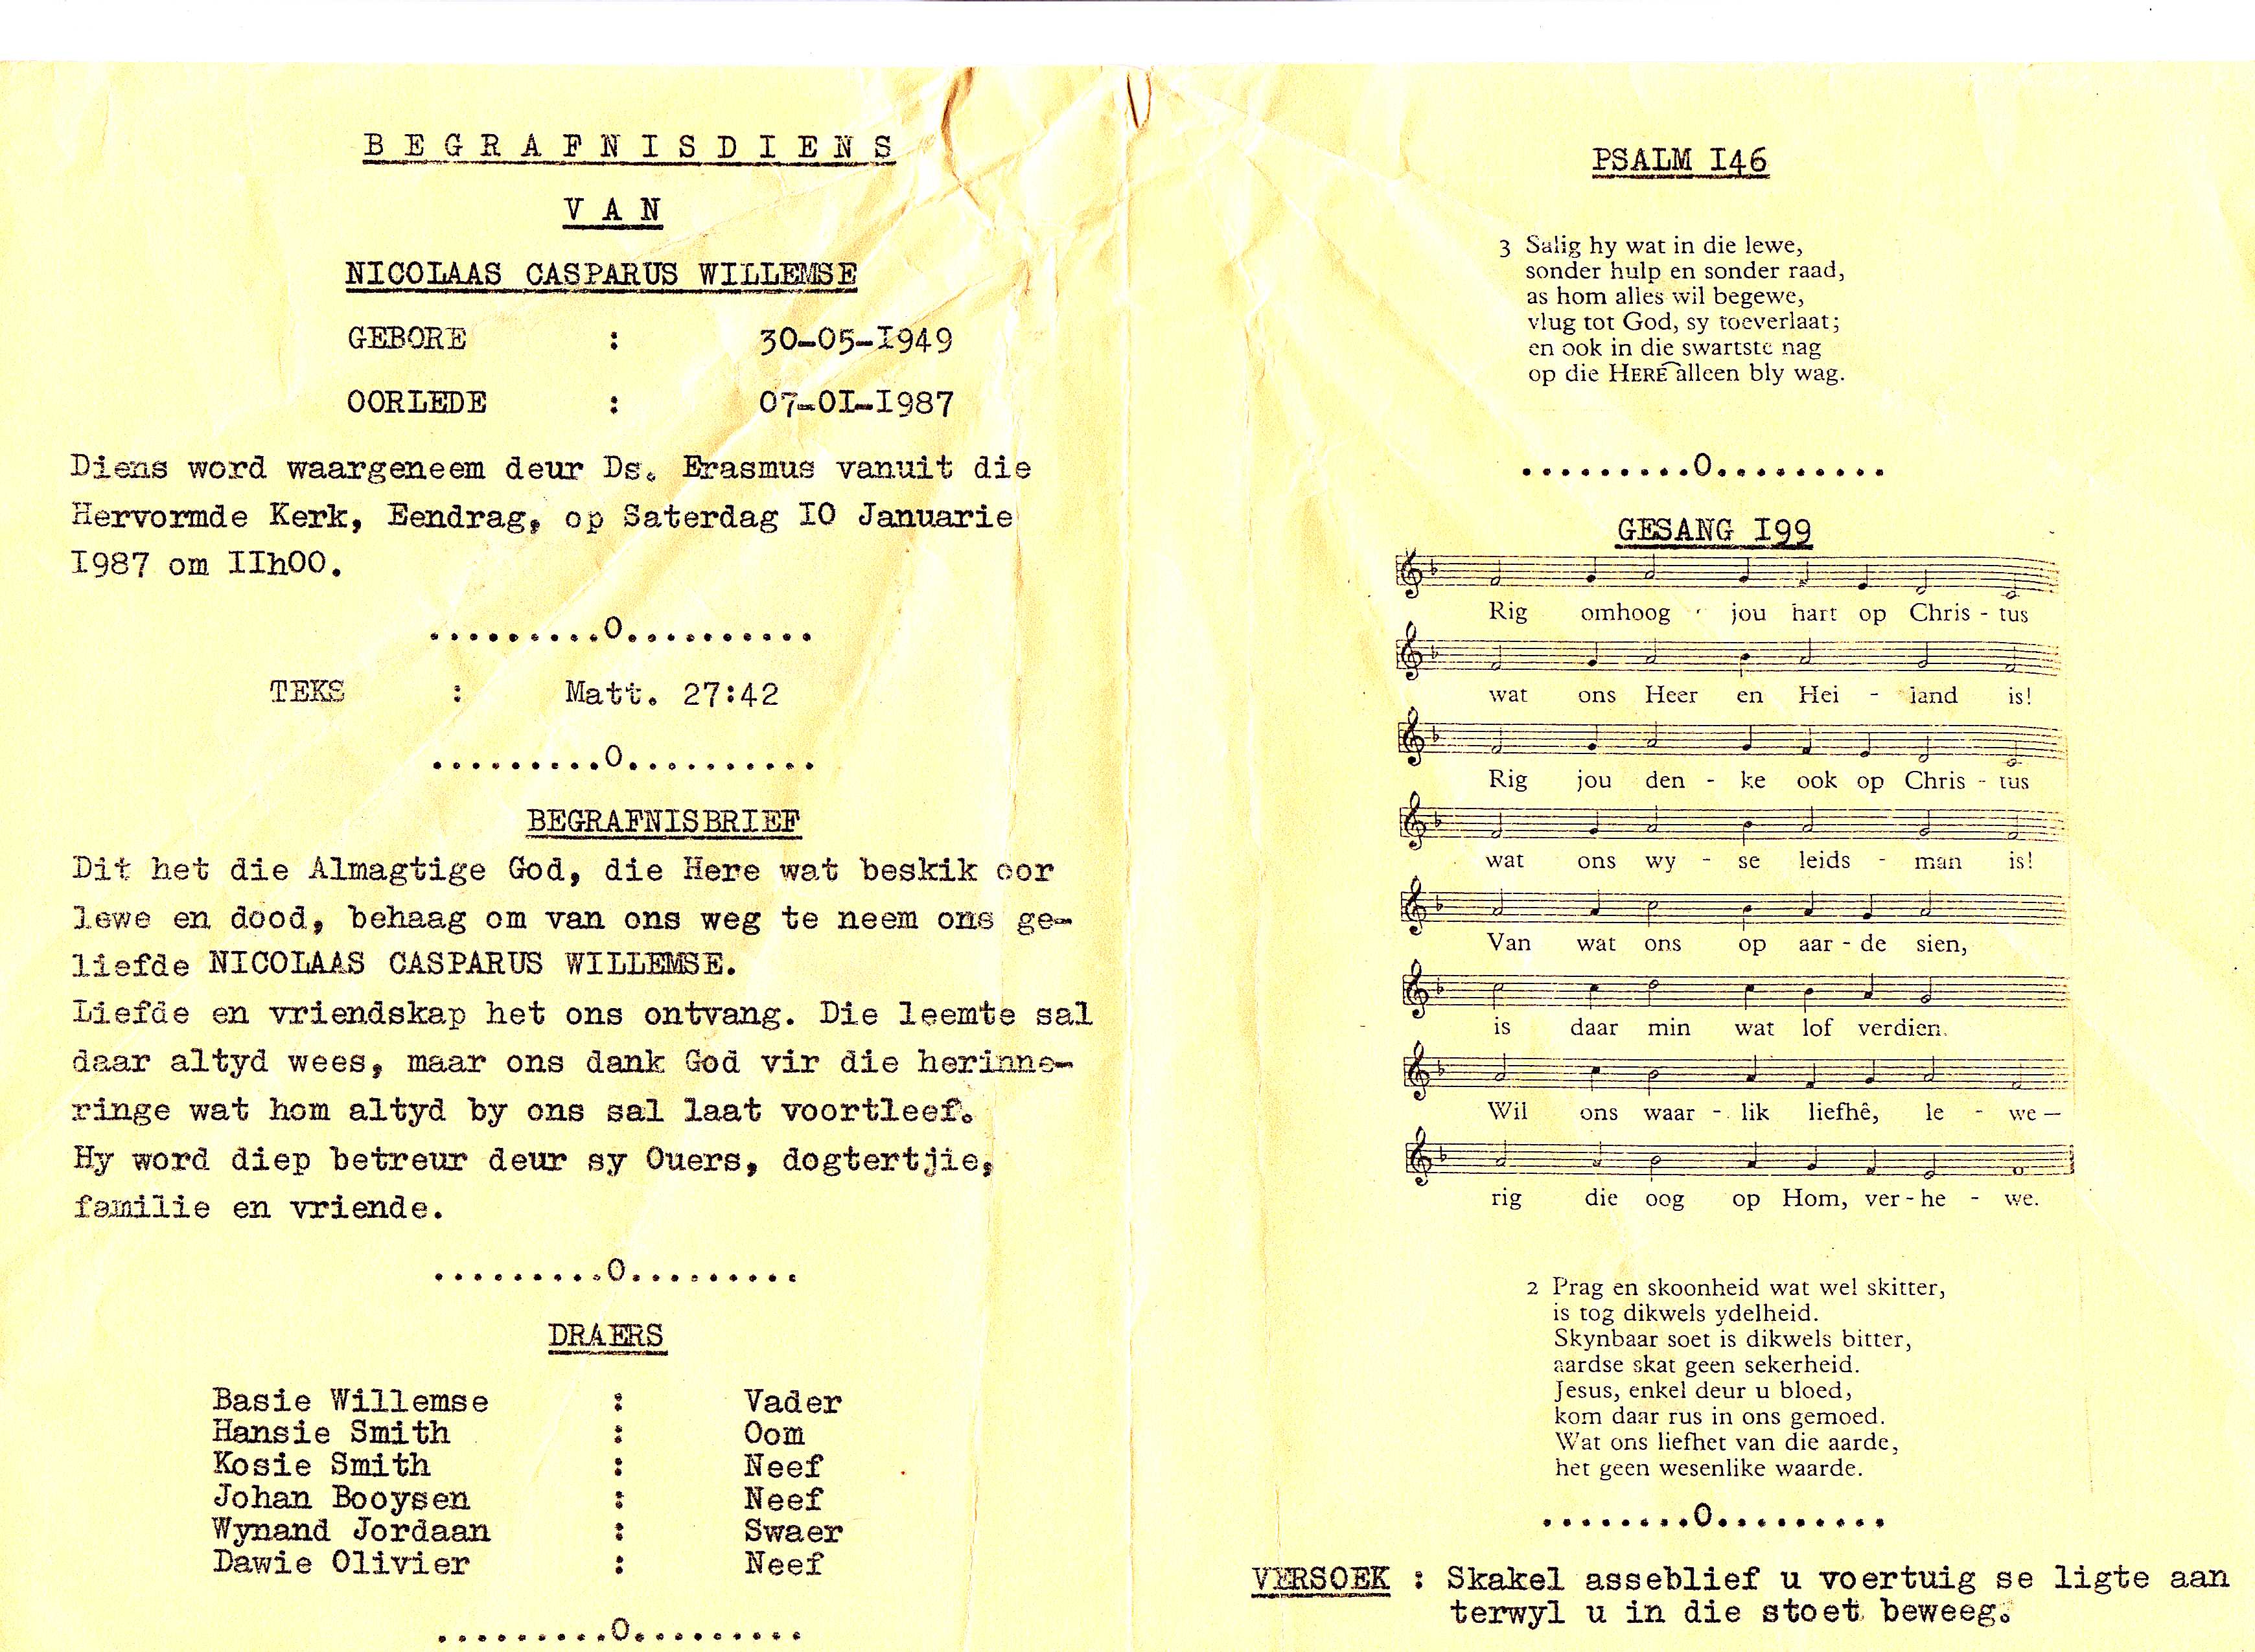 B E G R A F N I S D I E N S
V A N
NICOLAAS CASPARUS WILLEMSE
GEBORE : 30-05-I949
OORLEDE : 07-OI-I987
Diens word waargeneem deur Ds. Erasmus vanuit die
Hervormde Kerk, Eendrag, op Saterdag IO Januarie
I987 om IIhOO.
.........O...........
TEKS : Matt. 27:42
.........O...........
BEGRAFNISBRIEF
Dit het die Almagtige God, die Here wat beskik oor
lewe en dood, behaag om van ons weg te neem ons ge-
liefde NICOLAAS CASPARUS WILLEMSE.
Liefde en vriendskap het ons ontvang. Die leemte sal
daar altyd wees, maar ons dank God vir die herinne-
ringe wat hom altyd by ons sal laat voortleef.
Hy word diep betreur deur sy Ouers, dogtertjie,
familie en vriende.
.........O.........
DRAERS
Basie Willemse : Vader
Hansie Smith : Oom
Kosie Smith : Neef
Johan Booysen : Neef
Wynand Jordaan : Swaer
Dawie Olivier : Neef
.........O.........
PSALM I46
3 Salig hy wat in die lewe,
sonder hulp en sonder raad,
as hom alles wil begewe,
vlug tot God, sy toeverlaat;
en ook in die swartste nag
op die HERE alleen bly wag.
.........O.........
GESANG I99
Rig omhoog jou hart op Chris - tus
wat ons Heer en Hei - land is!
Rig jou den - ke ook op Chris - tus
wat ons wy - se leids - man is!
Van wat ons op aar - de sien,
is daar min wat lof verdien.
Wil ons waar - lik liefhê, le - we —
rig die oog op Hom, ver - he - we.
2 Prag en skoonheid wat wel skitter,
is tog dikwels ydelheid.
Skynbaar soet is dikwels bitter,
aardse skat geen sekerheid.
Jesus, enkel deur u bloed,
kom daar rus in ons gemoed.
Wat ons liefhet van die aarde,
het geen wesenlike waarde.
........O.........
VERSOEK : Skakel asseblief u voertuig se ligte aan
terwyl u in die stoet beweeg.